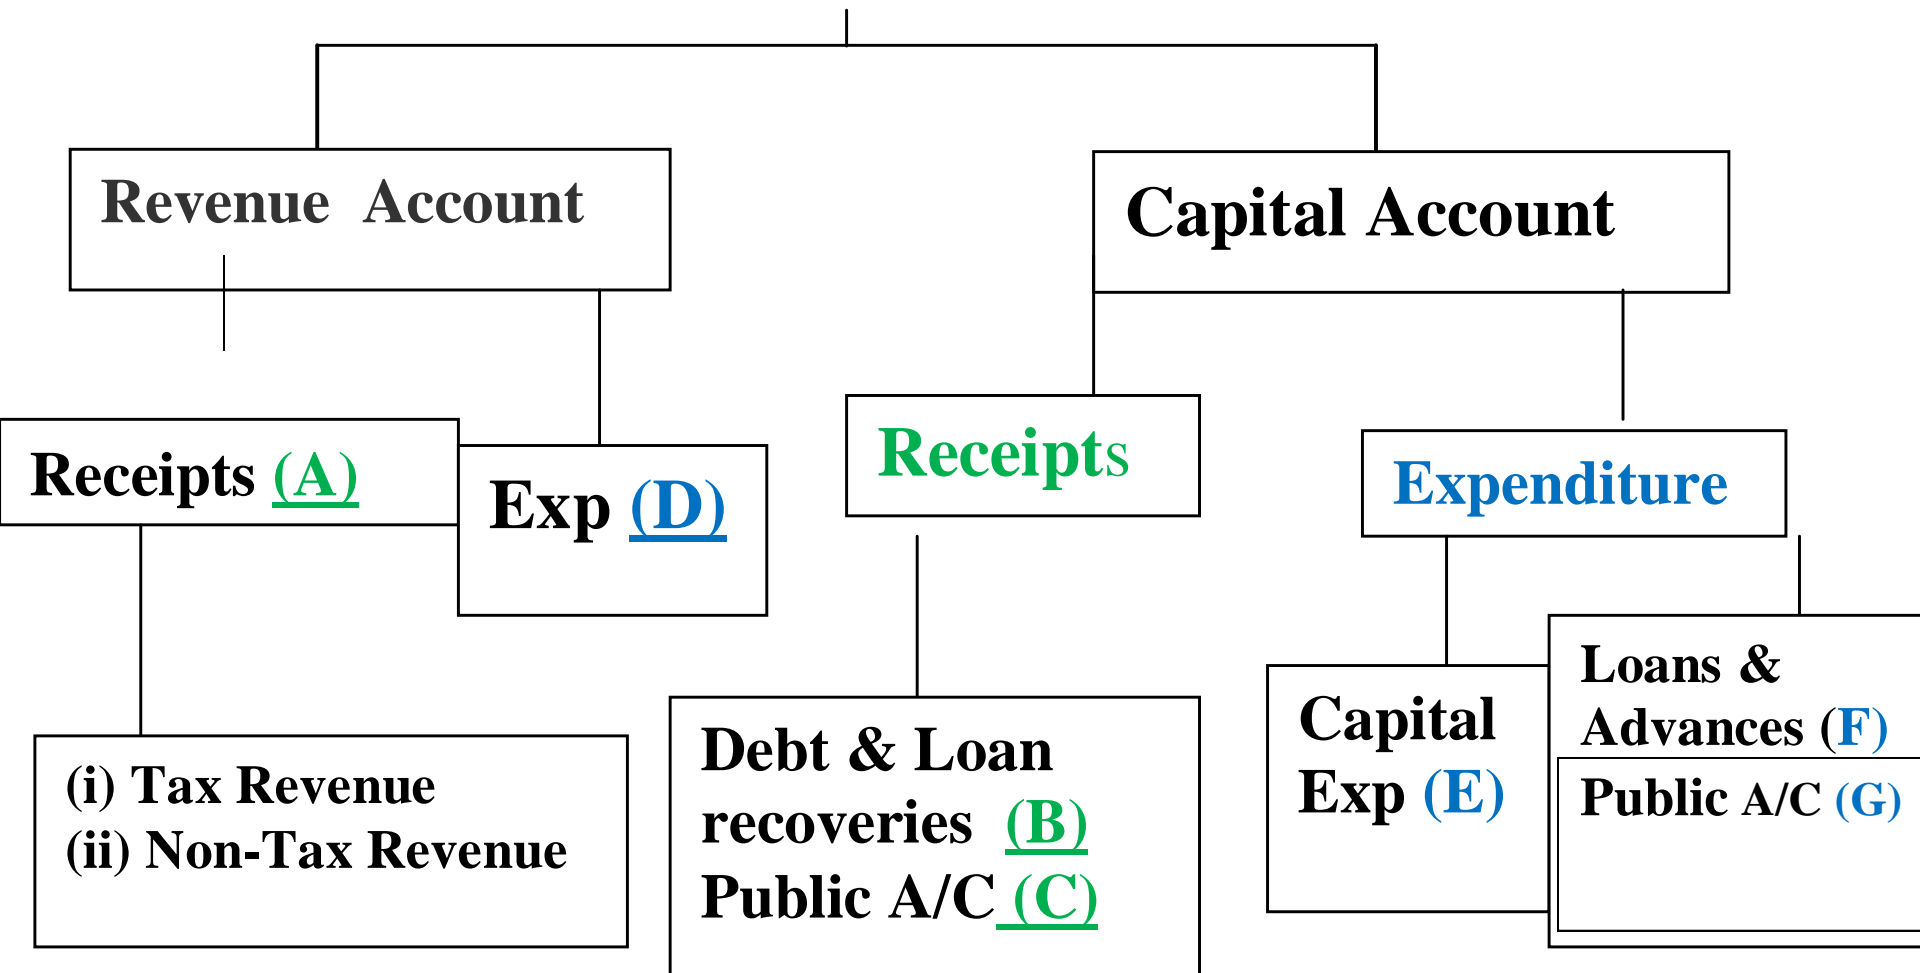 Revenue Account
Capital Account
Receipts (A)
Exp (D)
Receipts
Expenditure
(i) Tax Revenue
(ii) Non-Tax Revenue
Debt & Loan
recoveries (B)
Public A/C (C)
Capital
Exp (E)
Loans &
Advances (F)
Public A/C (G)